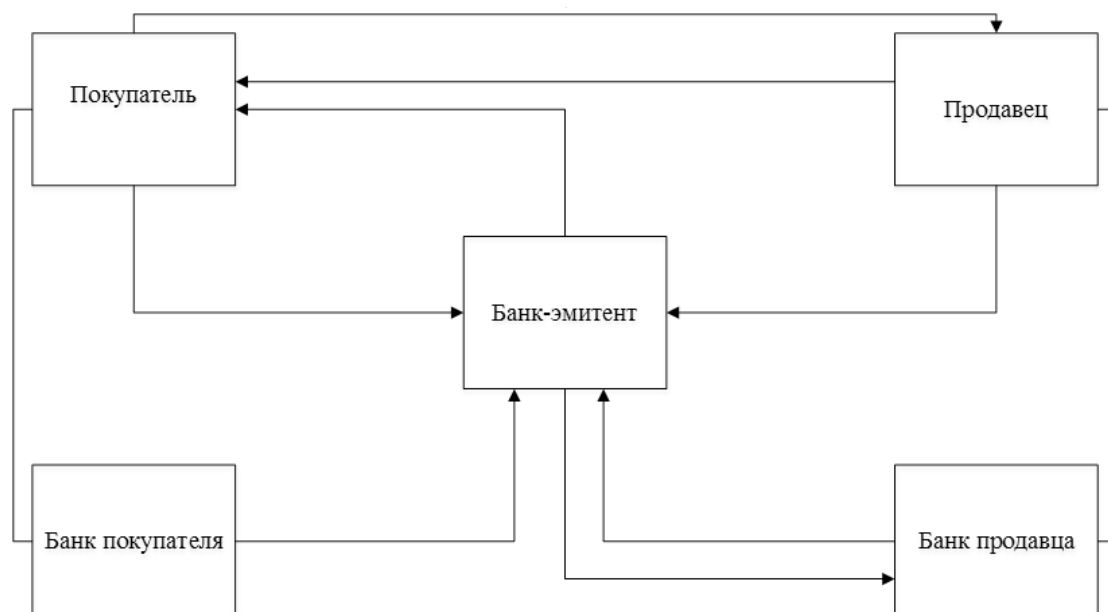 Покупатель
Продавец
Банк-эмитент
Банк покупателя
Банк продавца